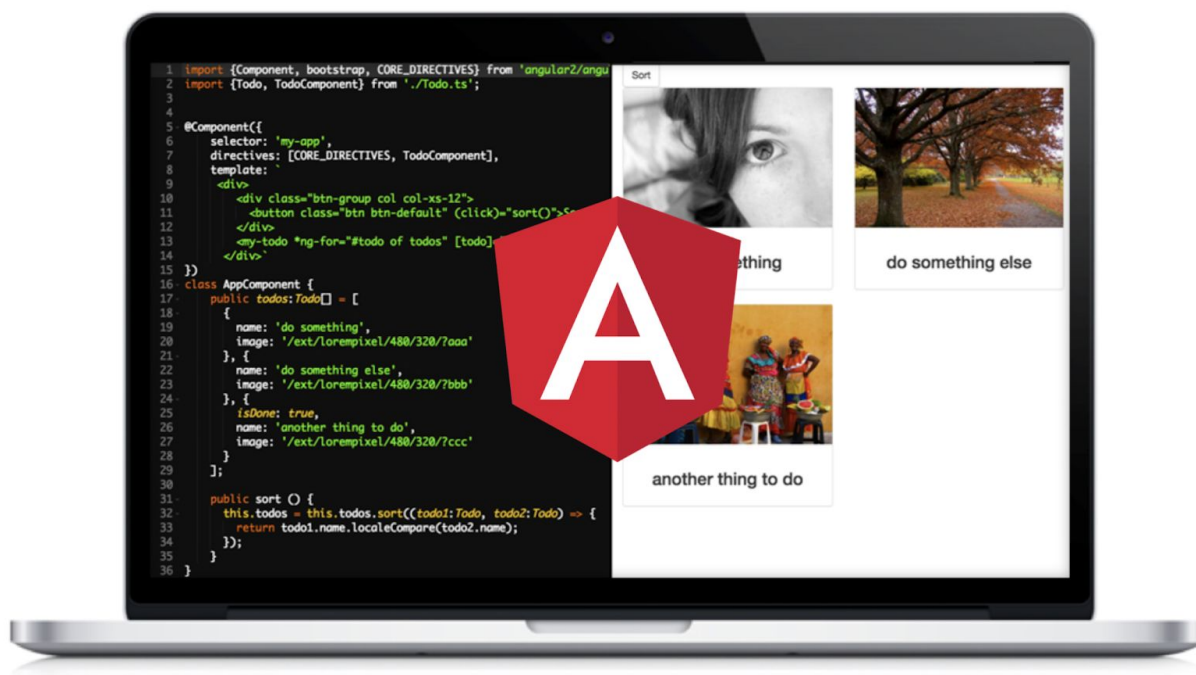 1 import {Component, bootstrap, CORE_DIRECTIVES} from 'angular2/angu
2 import {Todo, TodoComponent} from './Todo.ts';
3
4
5 @Component({
6 selector: 'my-app',
7 directives: [CORE_DIRECTIVES, TodoComponent],
8 template: `
9 <div>
10 <div class="btn-group col col-xs-12">
11 <button class="btn btn-default" (click)="sort()">
12 </div>
13 <my-todo *ng-for="#todo of todos" [todo]
14 </div>`
15 })
16 class AppComponent {
17 public todos:Todo[] = [
18 {
19 name: 'do something',
20 image: '/ext/lorempixel/480/320/?aaa'
21 }, {
22 name: 'do something else',
23 image: '/ext/lorempixel/480/320/?bbb'
24 }, {
25 isDone: true,
26 name: 'another thing to do',
27 image: '/ext/lorempixel/480/320/?ccc'
28 }
29 ];
30
31 public sort () {
32 this.todos = this.todos.sort((todo1:Todo, todo2:Todo) => {
33 return todo1.name.localeCompare(todo2.name);
34 });
35 }
36 }
Sort
ething
do something else
another thing to do
A